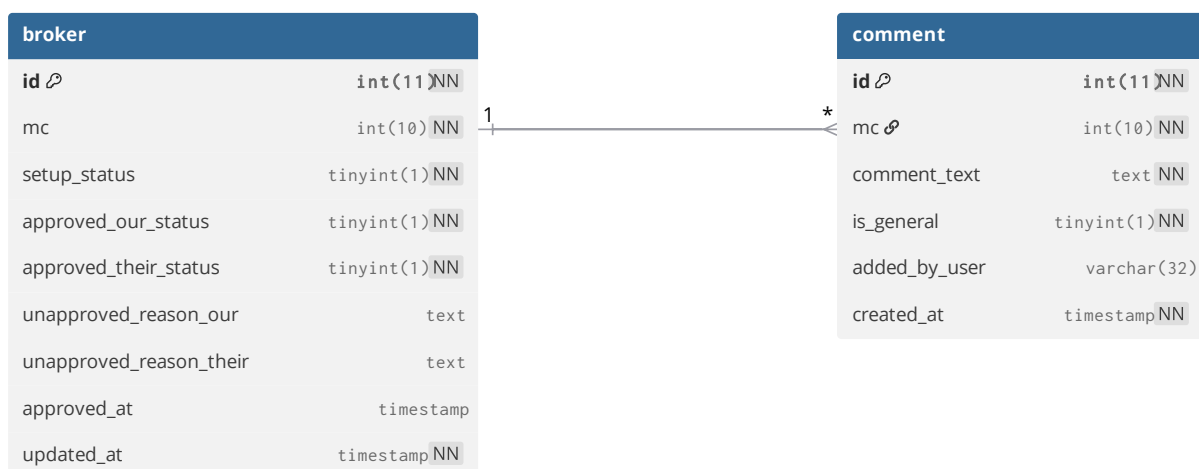 broker
id int(11) NN
mc int(10) NN
setup_status tinyint(1) NN
approved_our_status tinyint(1) NN
approved_their_status tinyint(1) NN
unapproved_reason_our text
unapproved_reason_their text
approved_at timestamp
updated_at timestamp NN
1 *
comment
id int(11) NN
mc int(10) NN
comment_text text NN
is_general tinyint(1) NN
added_by_user varchar(32)
created_at timestamp NN